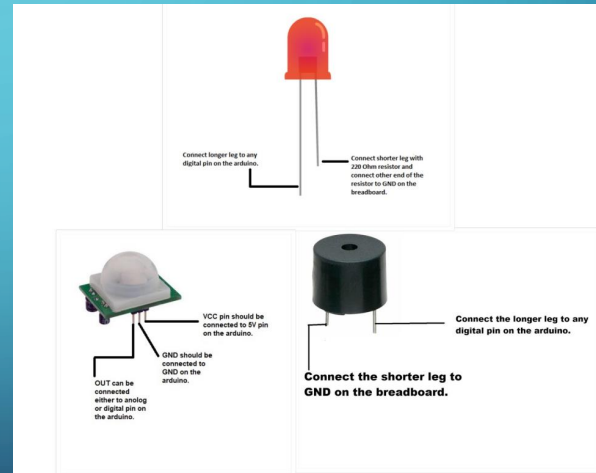 Connect longer leg to any
digital pin on the arduino.
Connect shorter leg with
220 Ohm resistor and
connect other end of the
resistor to GND on the
breadboard.
VCC pin should be
connected to 5V pin
on the arduino.
GND should be
connected to
GND on the
arduino.
OUT can be
connected
either to anolog
or digital pin on
the arduino.
Connect the longer leg to any
digital pin on the arduino.
Connect the shorter leg to
GND on the breadboard.